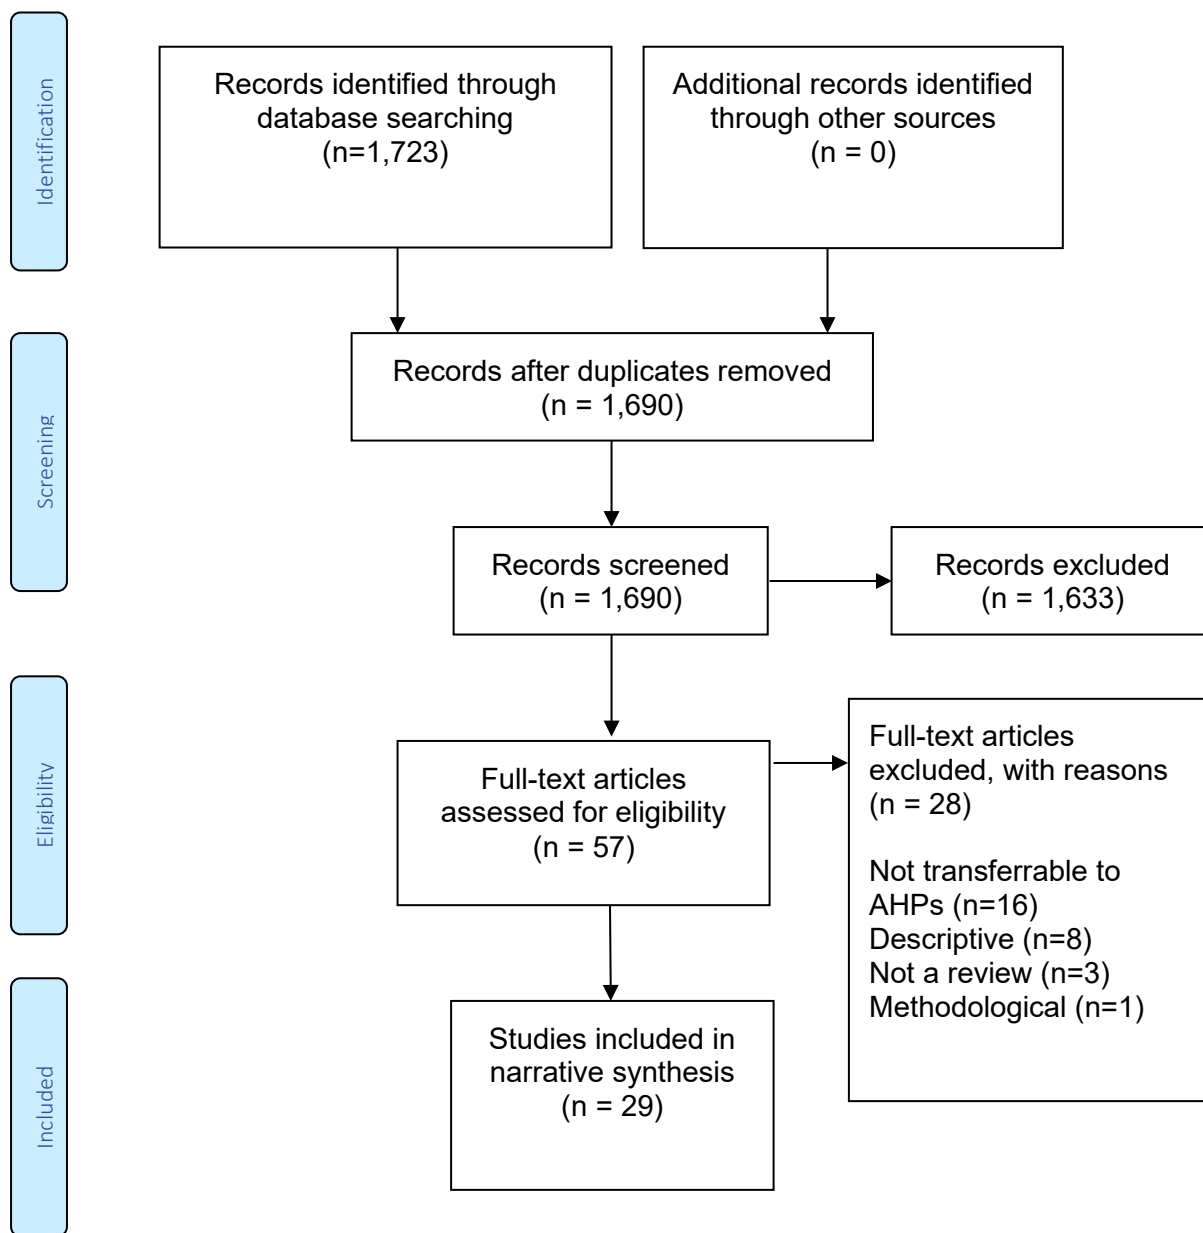 Identification
Records identified through
database searching
(n=1,723)
Additional records identified
through other sources
(n = 0)
Screening
Records after duplicates removed
(n = 1,690)
Records screened
(n = 1,690)
Records excluded
(n = 1,633)
Eligibility
Full-text articles
assessed for eligibility
(n = 57)
Full-text articles
excluded, with reasons
(n = 28)
Not transferrable to
AHPs (n=16)
Descriptive (n=8)
Not a review (n=3)
Methodological (n=1)
Included
Studies included in
narrative synthesis
(n = 29)